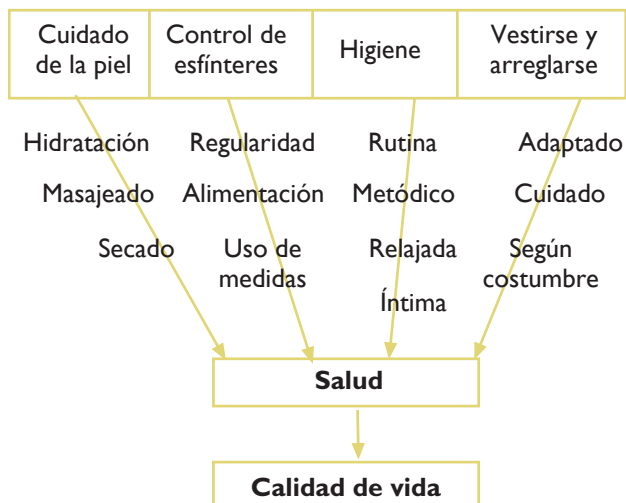 Cuidado
de la piel
Control de
esfínteres
Higiene
Vestirse y
arreglarse
Hidratación
Masajeado
Secado
Regularidad
Alimentación
Uso de
medidas
Rutina
Metódico
Relajada
Íntima
Adaptado
Cuidado
Según
costumbre
Salud
Calidad de vida